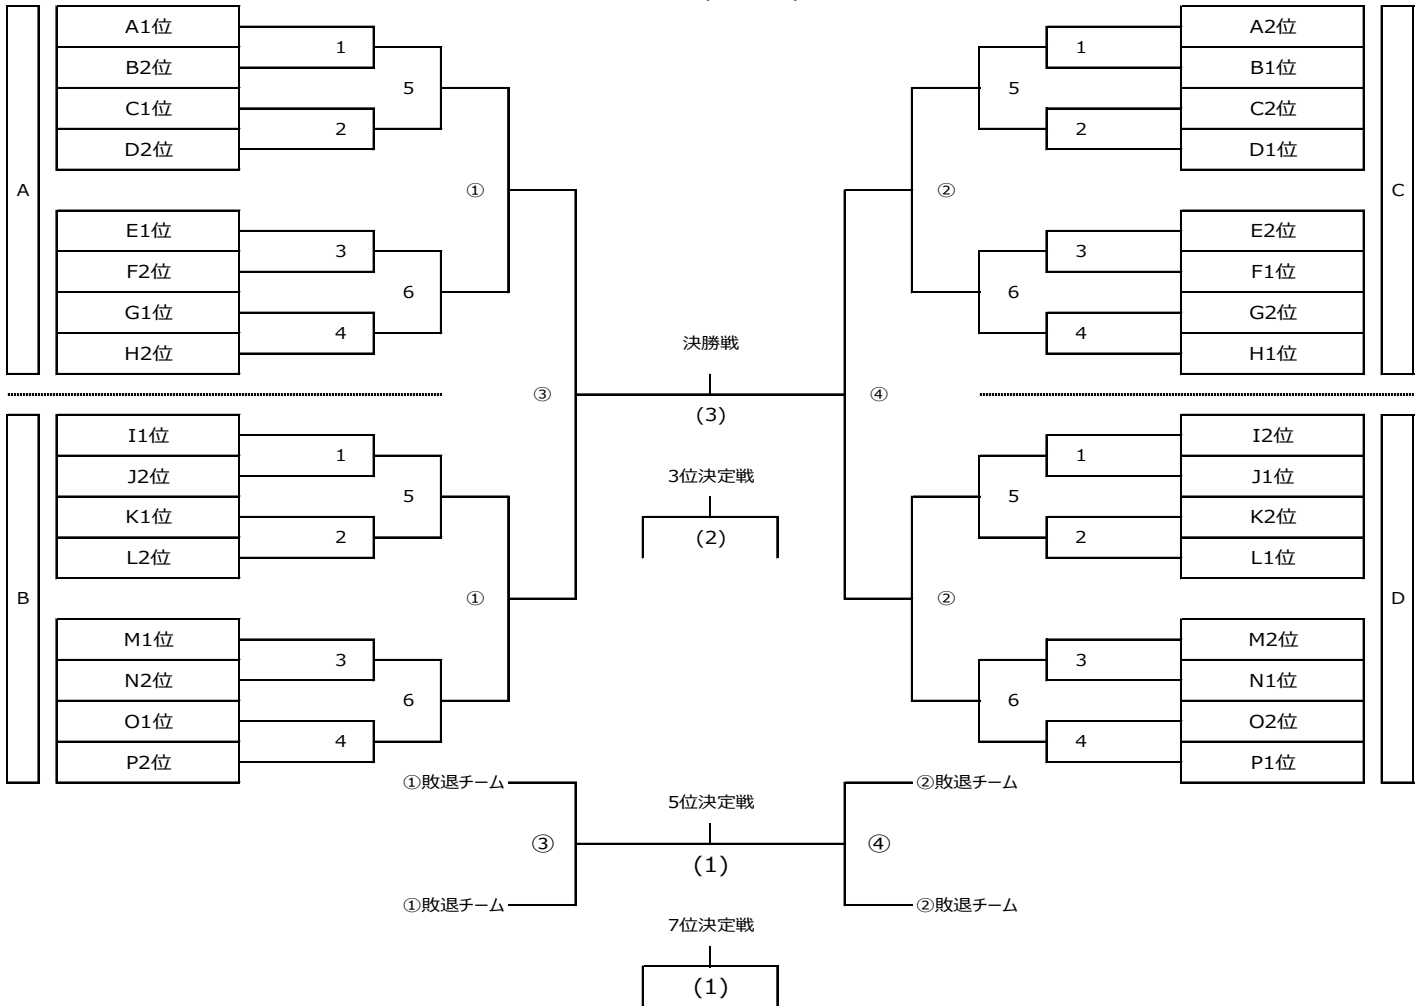 A1位
1
B2位
5
C1位
2
D2位
A
①
E1位
3
F2位
6
G1位
4
H2位
A2位
1
B1位
5
C2位
2
D1位
C
②
E2位
3
F1位
6
G2位
4
H1位
決勝戦
③
(3)
④
I1位
1
J2位
5
K1位
2
L2位
B
①
M1位
3
N2位
6
O1位
4
P2位
3位決定戦
(2)
I2位
1
J1位
5
K2位
2
L1位
D
②
M2位
3
N1位
6
O2位
4
P1位
①敗退チーム
②敗退チーム
5位決定戦
③
(1)
④
①敗退チーム
②敗退チーム
7位決定戦
(1)